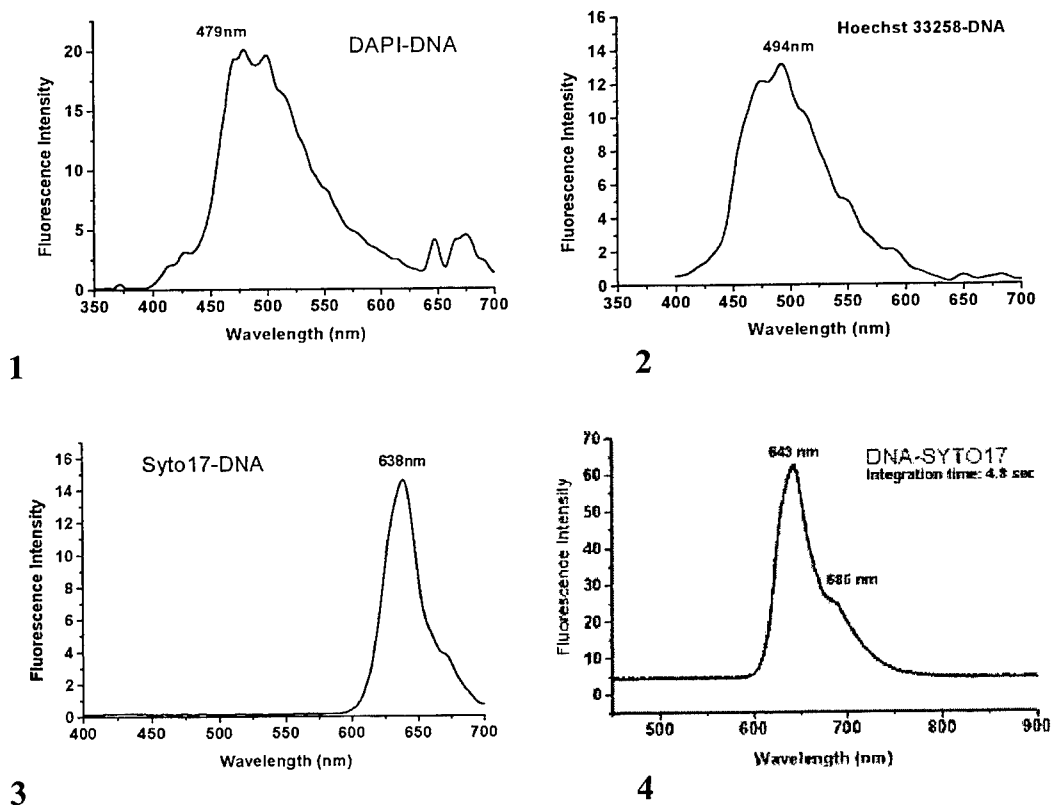 479nm
DAPI-DNA
20
15
10
5
0
Fluorescence Intensity
350 400 450 500 550 600 650 700
Wavelength (nm)
1
494nm
Hoechst 33258-DNA
16
14
12
10
8
6
4
2
0
Fluorescence Intensity
350 400 450 500 550 600 650 700
Wavelength (nm)
2
Syto17-DNA
638nm
16
14
12
10
8
6
4
2
0
Fluorescence Intensity
400 450 500 550 600 650 700
Wavelength (nm)
3
643 nm
DNA-SYTO17
Integration time: 4.8 sec
686 nm
70
60
50
40
30
20
10
0
Fluorescence Intensity
500 600 700 800 900
Wavelength (nm)
4